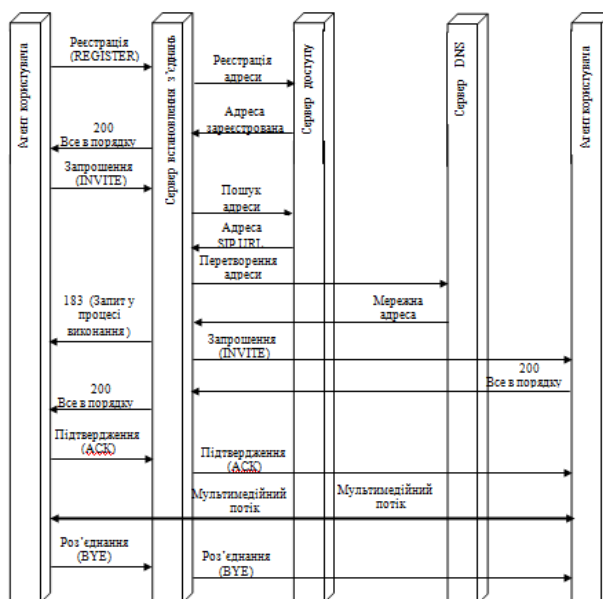 Агент користувача
Сервер встановлення з’єднань
Сервер доступу
Сервер DNS
Агент користувача
Реєстрація
(REGISTER)
Реєстрація
адреси
Адреса
зареєстрована
200
Все в порядку
Запрошення
(INVITE)
Пошук
адреси
Адреса
SIP URL
Перетворення
адреси
183 (Запит у
процесі
виконання)
Мережна
адреса
Запрошення
(INVITE)
200
Все в порядку
200
Все в порядку
Підтвердження
(ACK)
Підтвердження
(ACK)
Мультимедійний
потік
Мультимедійний
потік
Роз’єднання
(BYE)
Роз’єднання
(BYE)